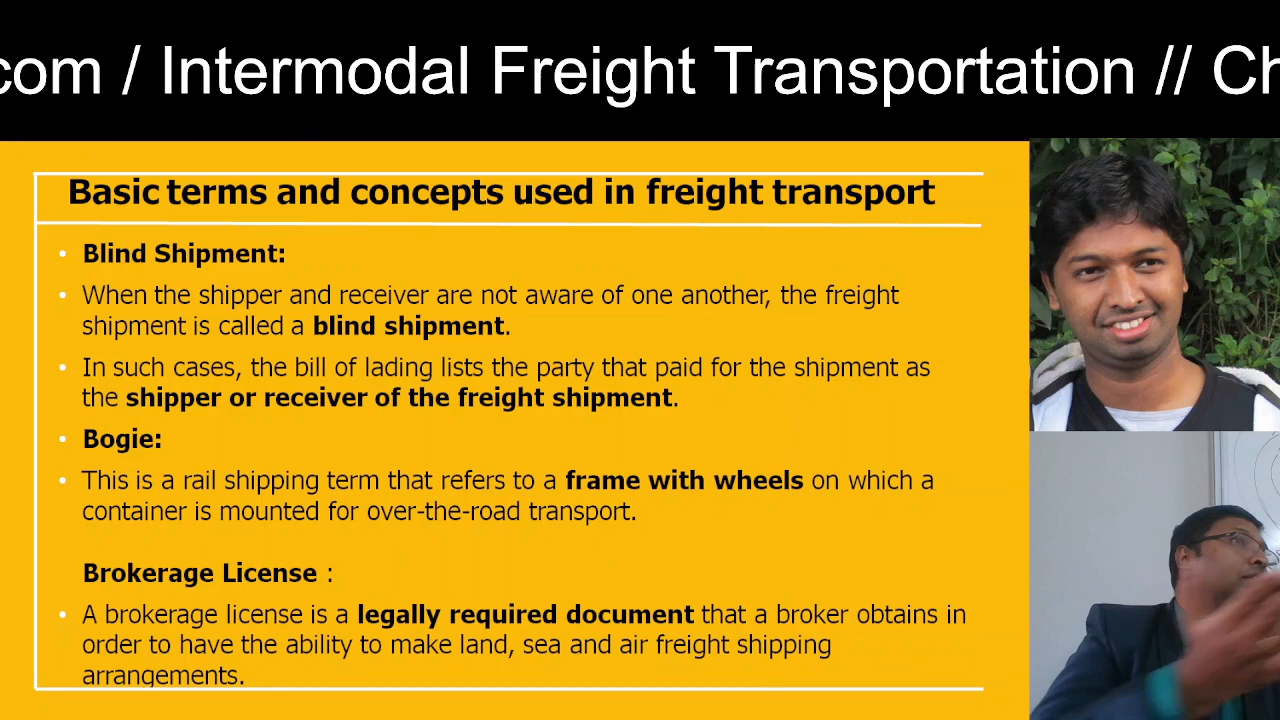 com / Intermodal Freight Transportation // Ch
Basic terms and concepts used in freight transport
• Blind Shipment:
• When the shipper and receiver are not aware of one another, the freight
shipment is called a blind shipment.
• In such cases, the bill of lading lists the party that paid for the shipment as
the shipper or receiver of the freight shipment.
• Bogie:
• This is a rail shipping term that refers to a frame with wheels on which a
container is mounted for over-the-road transport.
Brokerage License :
• A brokerage license is a legally required document that a broker obtains in
order to have the ability to make land, sea and air freight shipping
arrangements.